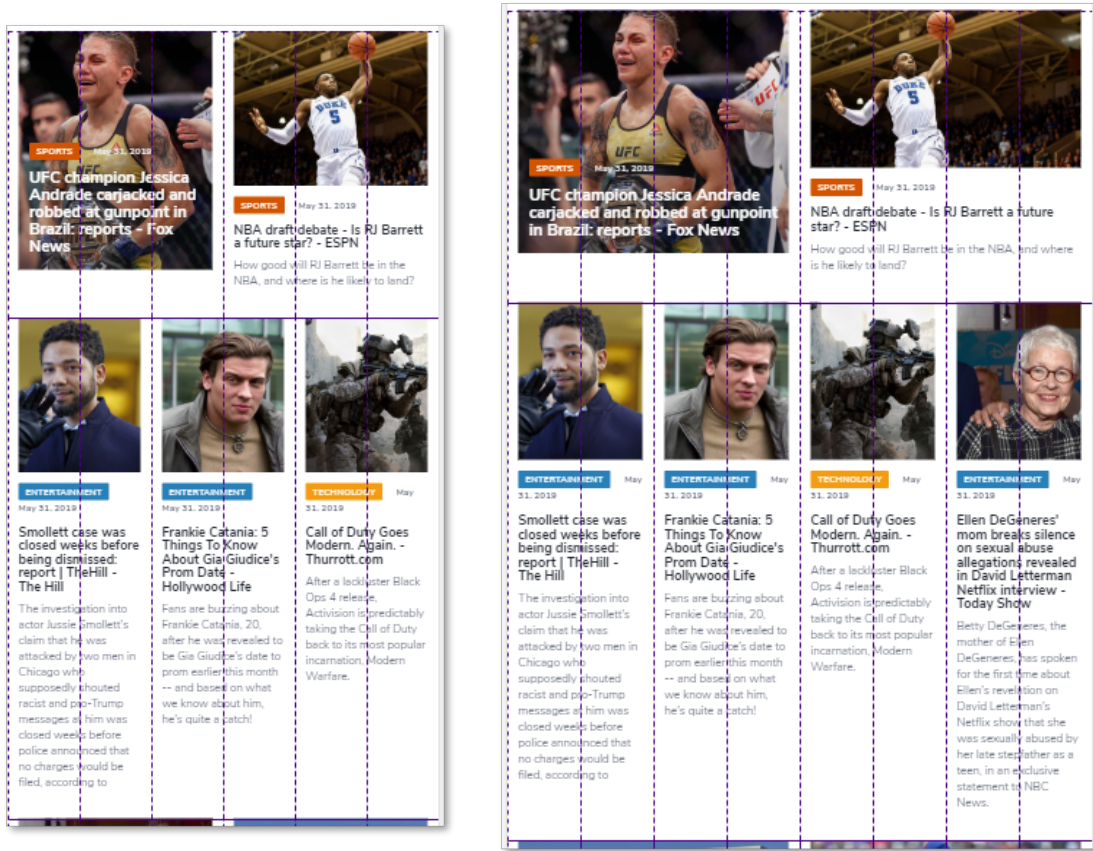 DUKE
5
UFC
SPORTS May 31, 2019
UFC champion Jessica
Andrade carjacked and
robbed at gunpoint in
Brazil: reports - Fox
News
SPORTS May 31, 2019
NBA draft debate - Is RJ Barrett
a future star? - ESPN
How good will RJ Barrett be in the
NBA, and where is he likely to land?
ENTERTAINMENT
May 31, 2019
Smollett case was
closed weeks before
being dismissed:
report | TheHill -
The Hill
The investigation into
actor Jussie Smollett's
claim that he was
attacked by two men in
Chicago who
supposedly shouted
racist and pro-Trump
messages at him was
closed weeks before
police announced that
no charges would be
filed, according to
ENTERTAINMENT
May 31, 2019
Frankie Catania: 5
Things To Know
About Gia Giudice's
Prom Date -
Hollywood Life
Fans are buzzing about
Frankie Catania, 20,
after he was revealed to
be Gia Giudice's date to
prom earlier this month
-- and based on what
we know about him,
he's quite a catch!
TECHNOLOGY May
31, 2019
Call of Duty Goes
Modern. Again. -
Thurrott.com
After a lackluster Black
Ops 4 release,
Activision is predictably
taking the Call of Duty
back to its most popular
incarnation, Modern
Warfare.
UFC
UFC
DUKE
5
SPORTS May 31, 2019
UFC champion Jessica Andrade
carjacked and robbed at gunpoint
in Brazil: reports - Fox News
SPORTS May 31, 2019
NBA draft debate - Is RJ Barrett a future
star? - ESPN
How good will RJ Barrett be in the NBA, and where
is he likely to land?
ENTERTAINMENT May
31, 2019
Smollett case was
closed weeks before
being dismissed:
report | TheHill -
The Hill
The investigation into
actor Jussie Smollett's
claim that he was
attacked by two men in
Chicago who
supposedly shouted
racist and pro-Trump
messages at him was
closed weeks before
police announced that
no charges would be
filed, according to
ENTERTAINMENT May
31, 2019
Frankie Catania: 5
Things To Know
About Gia Giudice's
Prom Date -
Hollywood Life
Fans are buzzing about
Frankie Catania, 20,
after he was revealed to
be Gia Giudice's date to
prom earlier this month
-- and based on what
we know about him,
he's quite a catch!
TECHNOLOGY May
31, 2019
Call of Duty Goes
Modern. Again. -
Thurrott.com
After a lackluster Black
Ops 4 release,
Activision is predictably
taking the Call of Duty
back to its most popular
incarnation, Modern
Warfare.
ENTERTAINMENT May
31, 2019
Ellen DeGeneres'
mom breaks silence
on sexual abuse
allegations revealed
in David Letterman
Netflix interview -
Today Show
Betty DeGeneres, the
mother of Ellen
DeGeneres, has spoken
for the first time about
Ellen's revelation on
David Letterman's
Netflix show that she
was sexually abused by
her late stepfather as a
teen, in an exclusive
statement to NBC
News.